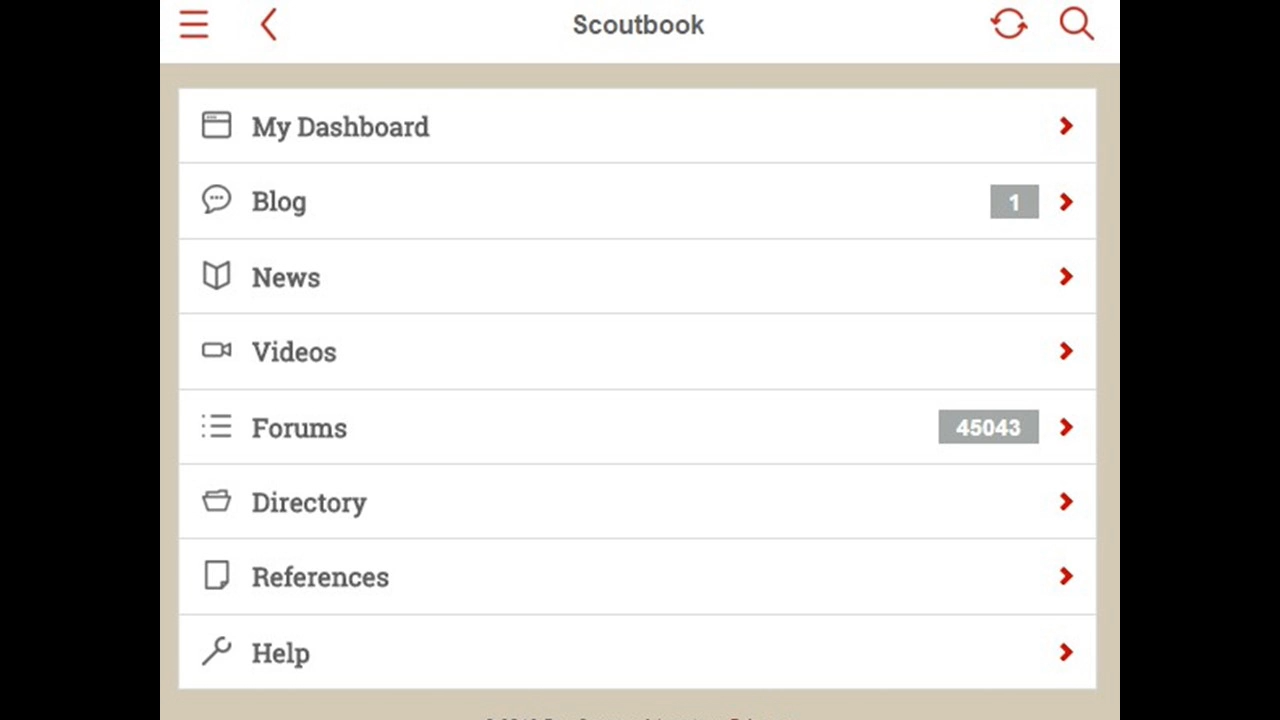 Scoutbook
My Dashboard
Blog
1
News
Videos
Forums
45043
Directory
References
Help